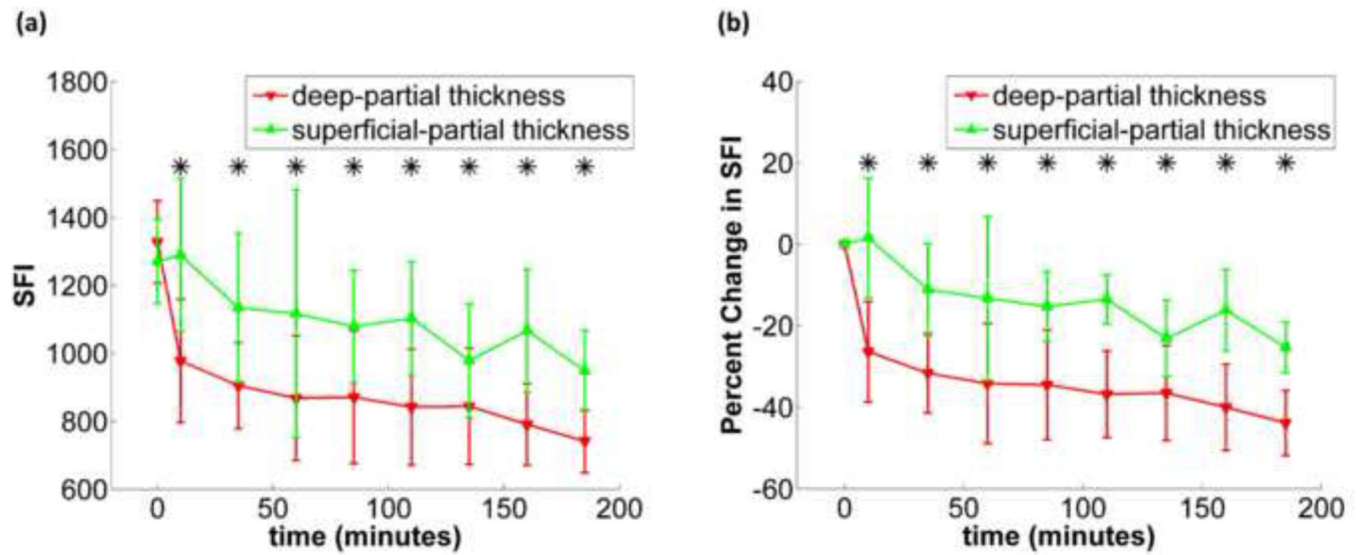 (a)
SFI
1800
1600
1400
1200
1000
800
600
deep-partial thickness
superficial-partial thickness
* * * * * * * *
0 50 100 150 200
time (minutes)
(b)
Percent Change in SFI
40
20
0
-20
-40
-60
deep-partial thickness
superficial-partial thickness
* * * * * * * *
0 50 100 150 200
time (minutes)